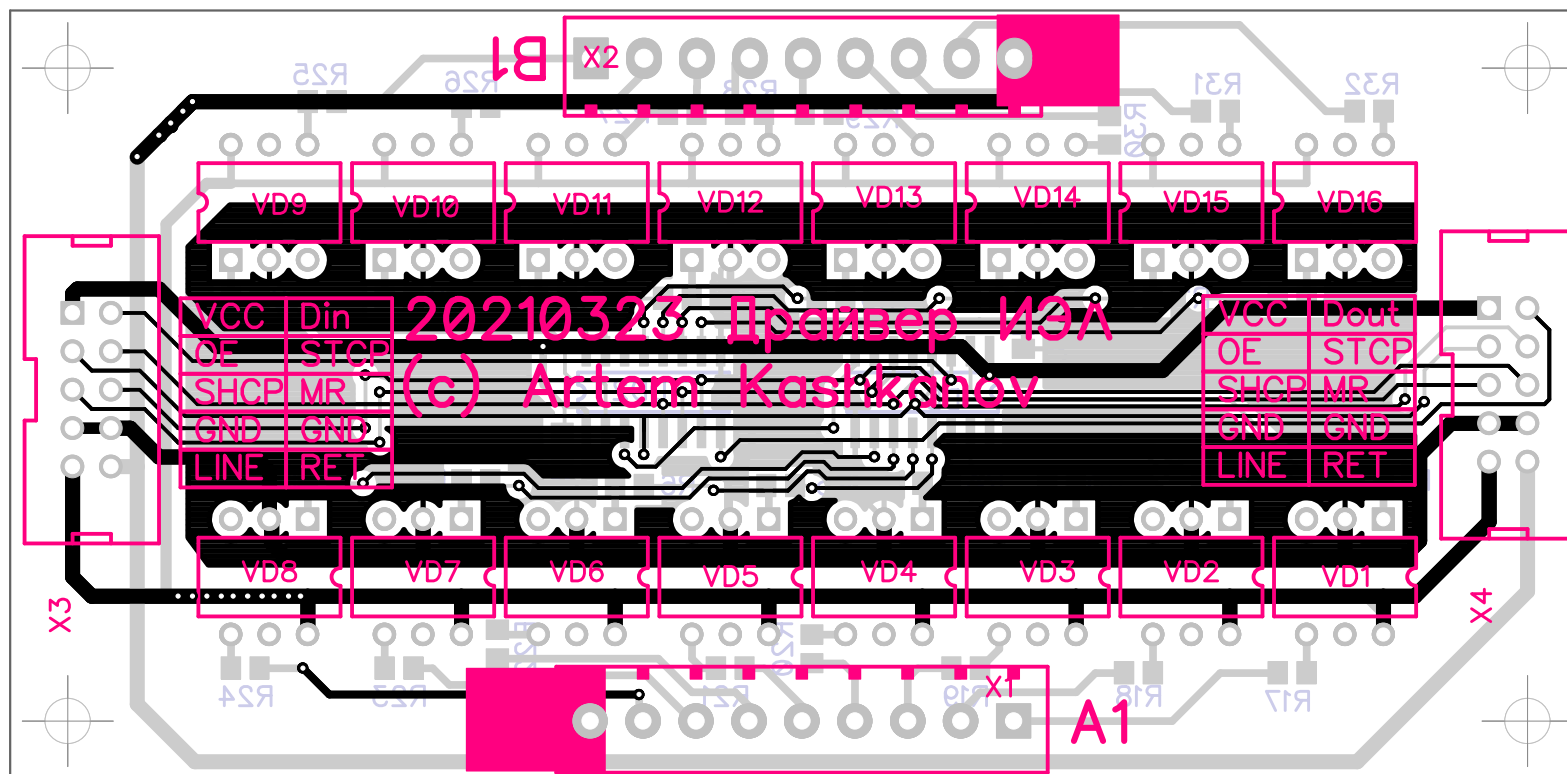 B1
X2
R25
R26
R31
R32
R30
VD9 VD10 VD11 VD12 VD13 VD14 VD15 VD16
20210323 Драйвер ИЭЛ
(c) Artem Kashkanov
VCC Din
OE STCP
SHCP MR
GND GND
LINE RET
VCC Dout
OE STCP
SHCP MR
GND GND
LINE RET
VD8 VD7 VD6 VD5 VD4 VD3 VD2 VD1
X3
X4
R20
R24
R23
R21
R19
R18
R17
X1
A1